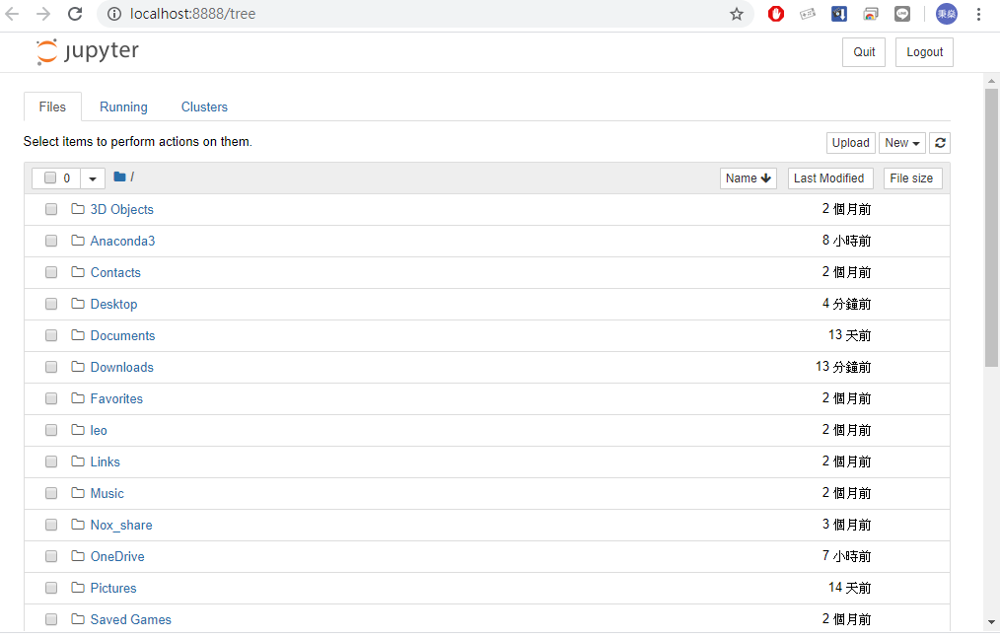 localhost:8888/tree
秉燊
jupyter
Quit Logout
Files Running Clusters
Select items to perform actions on them.
Upload New
0 / Name Last Modified File size
3D Objects 2 個月前
Anaconda3 8 小時前
Contacts 2 個月前
Desktop 4 分鐘前
Documents 13 天前
Downloads 13 分鐘前
Favorites 2 個月前
leo 2 個月前
Links 2 個月前
Music 2 個月前
Nox_share 3 個月前
OneDrive 7 小時前
Pictures 14 天前
Saved Games 2 個月前